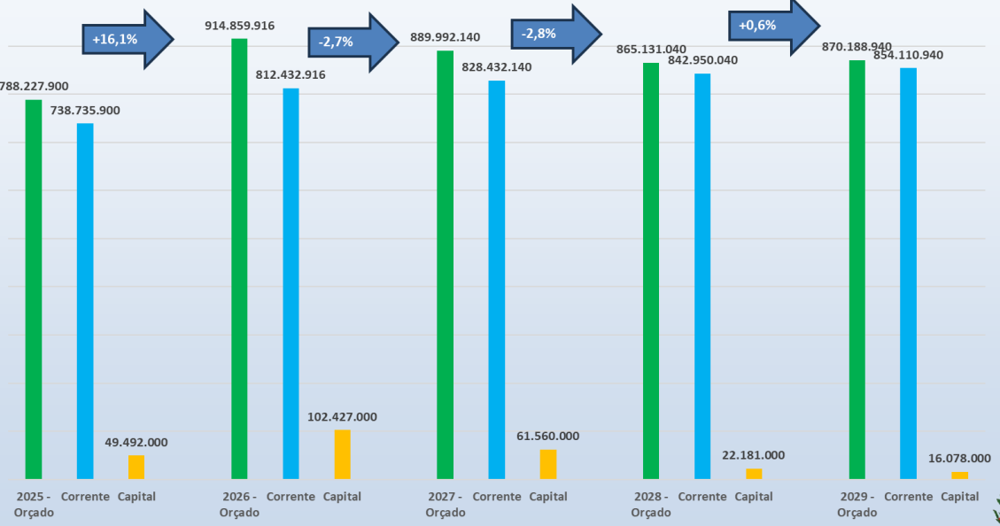 +16,1%
-2,7%
-2,8%
+0,6%
788.227.900
738.735.900
49.492.000
914.859.916
812.432.916
102.427.000
889.992.140
828.432.140
61.560.000
865.131.040
842.950.040
22.181.000
870.188.940
854.110.940
16.078.000
2025 -
Orçado
Corrente
Capital
2026 -
Orçado
Corrente
Capital
2027 -
Orçado
Corrente
Capital
2028 -
Orçado
Corrente
Capital
2029 -
Orçado
Corrente
Capital